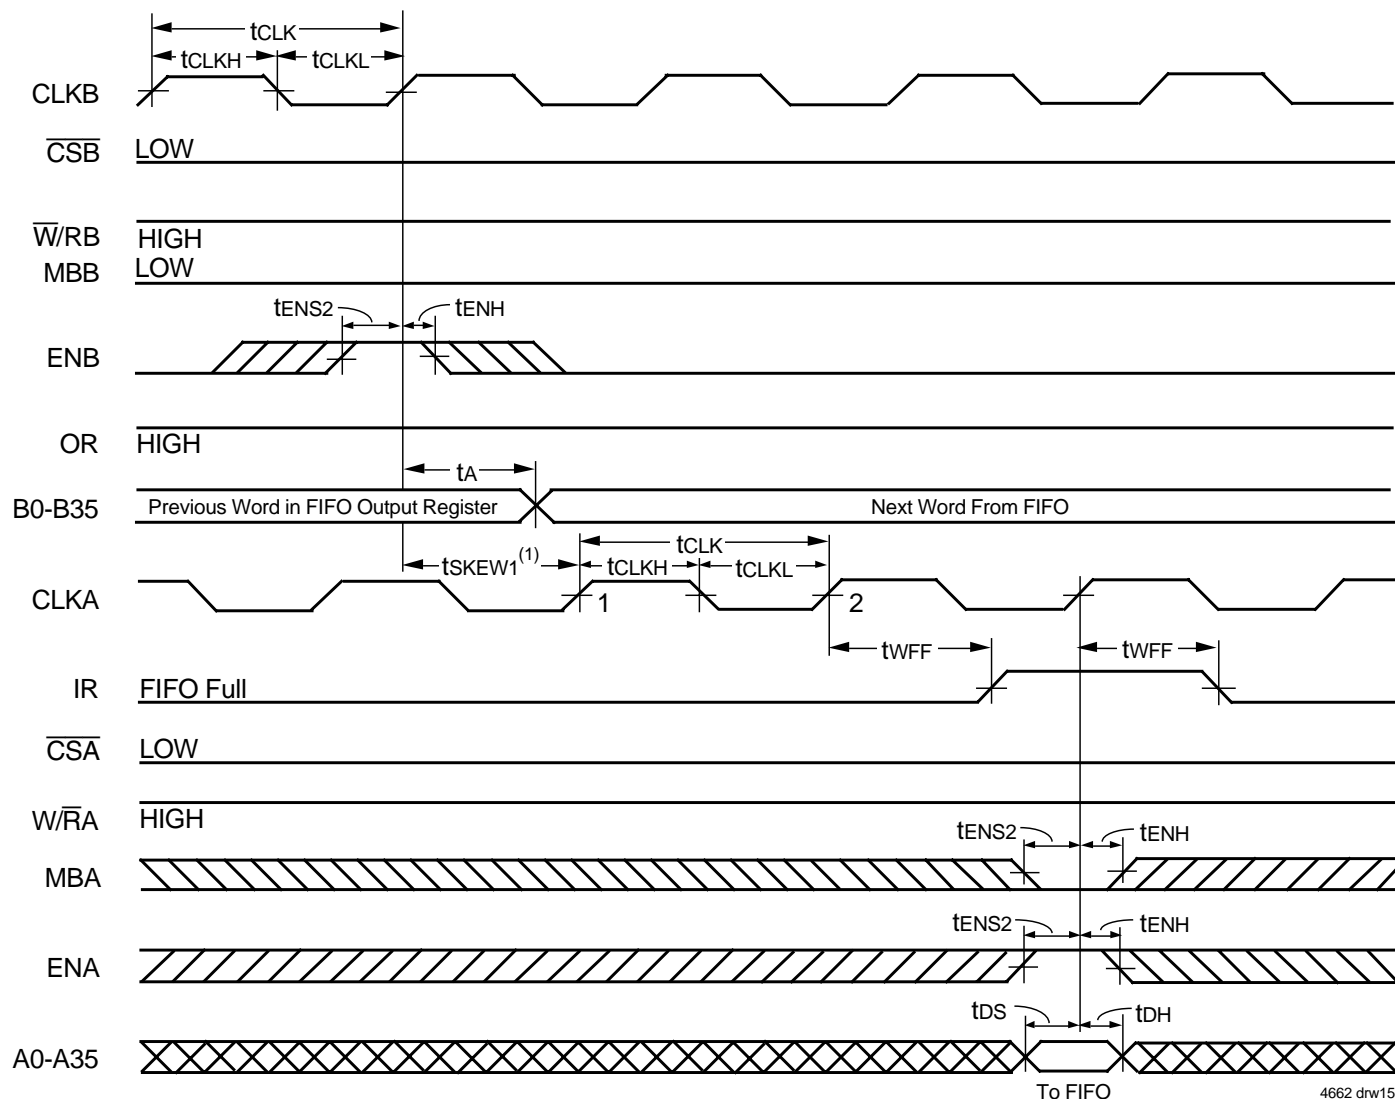 tCLK
tCLKH tCLKL
CLKB
CSB LOW
W/RB HIGH
MBB LOW
tENS2 tENH
ENB
OR HIGH
tA
B0-B35 Previous Word in FIFO Output Register Next Word From FIFO
tCLK
tSKEW1(1) tCLKH tCLKL
CLKA 1 2
tWFF tWFF
IR FIFO Full
CSA LOW
W/RA HIGH
tENS2 tENH
MBA
tENS2 tENH
ENA
tDS tDH
A0-A35
To FIFO 4662 drw15